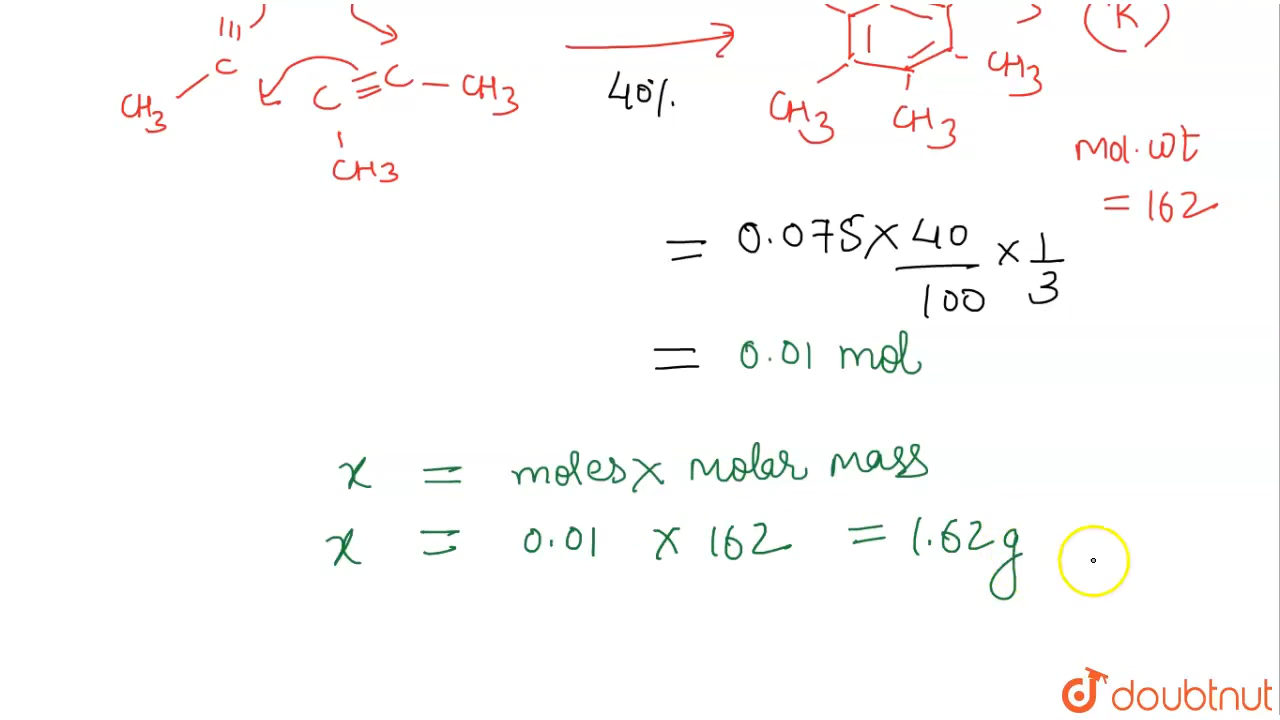 C
CH3
C≡C–CH3
CH3
40%.
CH3
CH3
CH3
(K)
mol. wt
= 162
= 0.075 × 40/100 × 1/3
= 0.01 mol
x = moles × molar mass
x = 0.01 × 162 = 1.62g
doubtnut